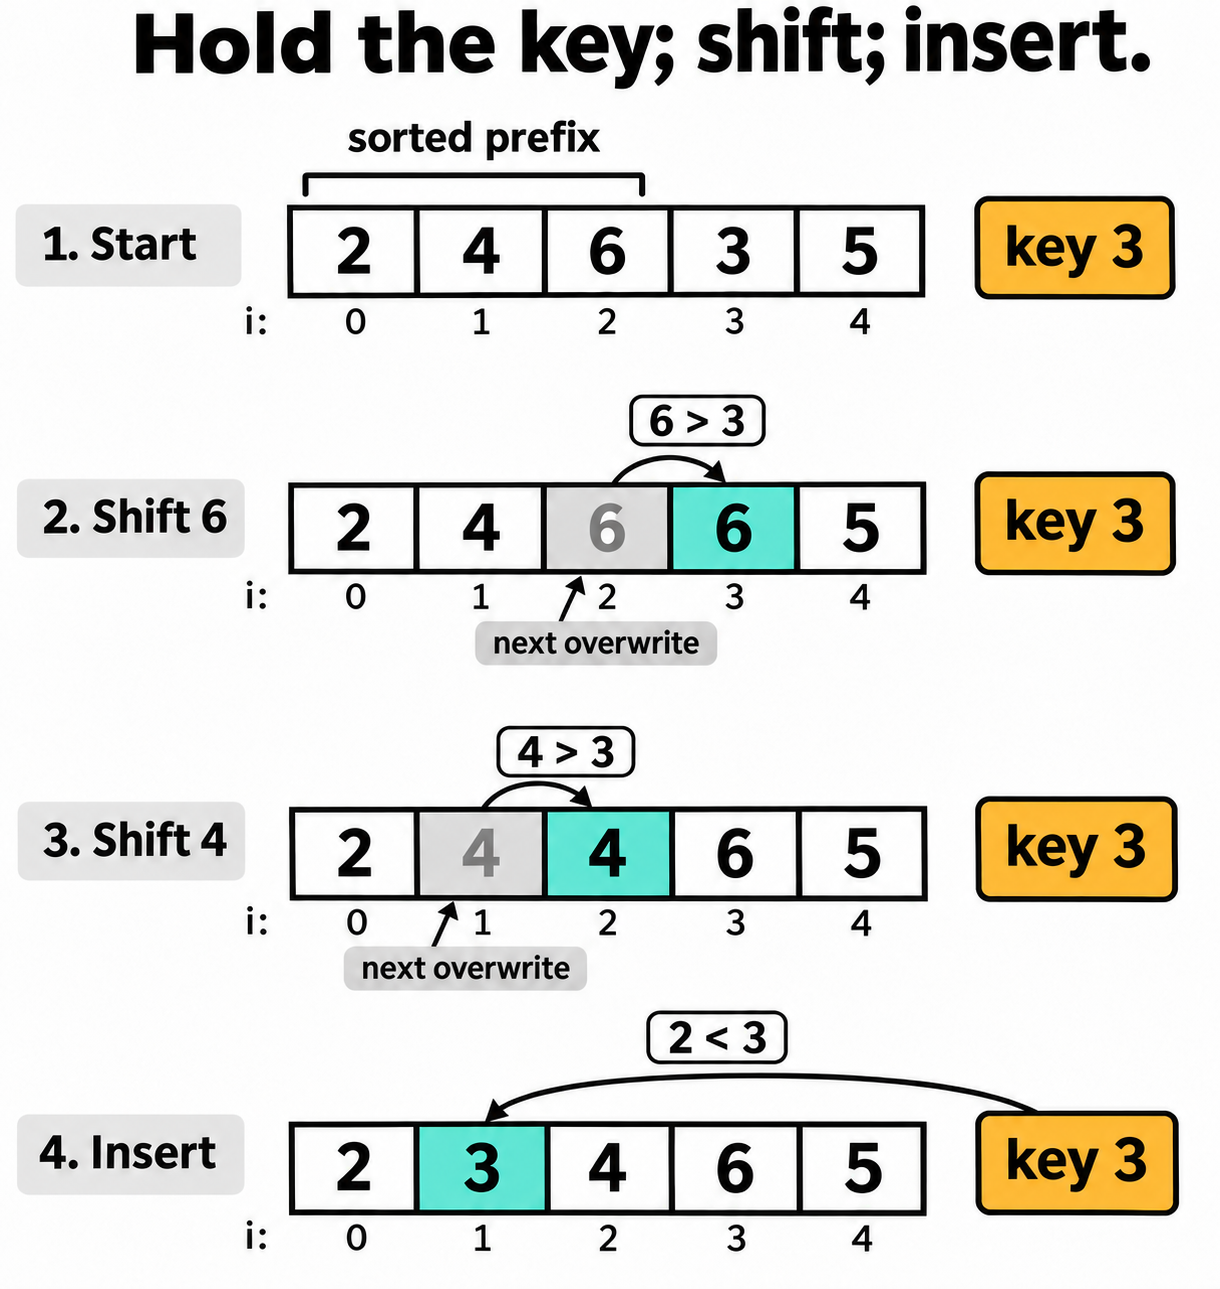 Hold the key; shift; insert.
sorted prefix
1. Start
2 4 6 3 5
key 3
i: 0 1 2 3 4
6 > 3
2. Shift 6
2 4 6 6 5
key 3
i: 0 1 2 3 4
next overwrite
4 > 3
3. Shift 4
2 4 4 6 5
key 3
i: 0 1 2 3 4
next overwrite
2 < 3
4. Insert
2 3 4 6 5
key 3
i: 0 1 2 3 4